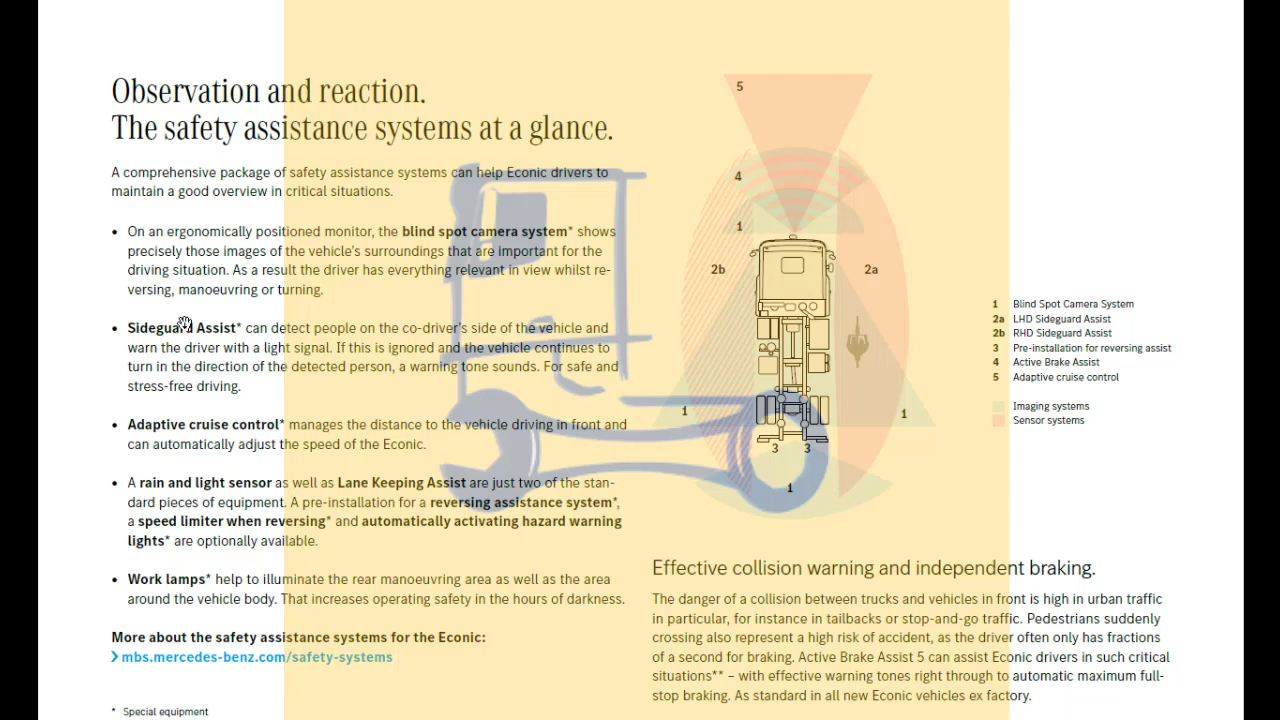 Observation and reaction.
The safety assistance systems at a glance.
A comprehensive package of safety assistance systems can help Econic drivers to
maintain a good overview in critical situations.
• On an ergonomically positioned monitor, the blind spot camera system* shows
precisely those images of the vehicle's surroundings that are important for the
driving situation. As a result the driver has everything relevant in view whilst re-
versing, manoeuvring or turning.
• Sideguard Assist* can detect people on the co-driver's side of the vehicle and
warn the driver with a light signal. If this is ignored and the vehicle continues to
turn in the direction of the detected person, a warning tone sounds. For safe and
stress-free driving.
• Adaptive cruise control* manages the distance to the vehicle driving in front and
can automatically adjust the speed of the Econic.
• A rain and light sensor as well as Lane Keeping Assist are just two of the stan-
dard pieces of equipment. A pre-installation for a reversing assistance system*,
a speed limiter when reversing* and automatically activating hazard warning
lights* are optionally available.
• Work lamps* help to illuminate the rear manoeuvring area as well as the area
around the vehicle body. That increases operating safety in the hours of darkness.
More about the safety assistance systems for the Econic:
mbs.mercedes-benz.com/safety-systems
* Special equipment
5
4
1
2b
2a
1
1
3
3
1
1 Blind Spot Camera System
2a LHD Sideguard Assist
2b RHD Sideguard Assist
3 Pre-installation for reversing assist
4 Active Brake Assist
5 Adaptive cruise control
Imaging systems
Sensor systems
Effective collision warning and independent braking.
The danger of a collision between trucks and vehicles in front is high in urban traffic
in particular, for instance in tailbacks or stop-and-go traffic. Pedestrians suddenly
crossing also represent a high risk of accident, as the driver often only has fractions
of a second for braking. Active Brake Assist 5 can assist Econic drivers in such critical
situations** – with effective warning tones right through to automatic maximum full-
stop braking. As standard in all new Econic vehicles ex factory.